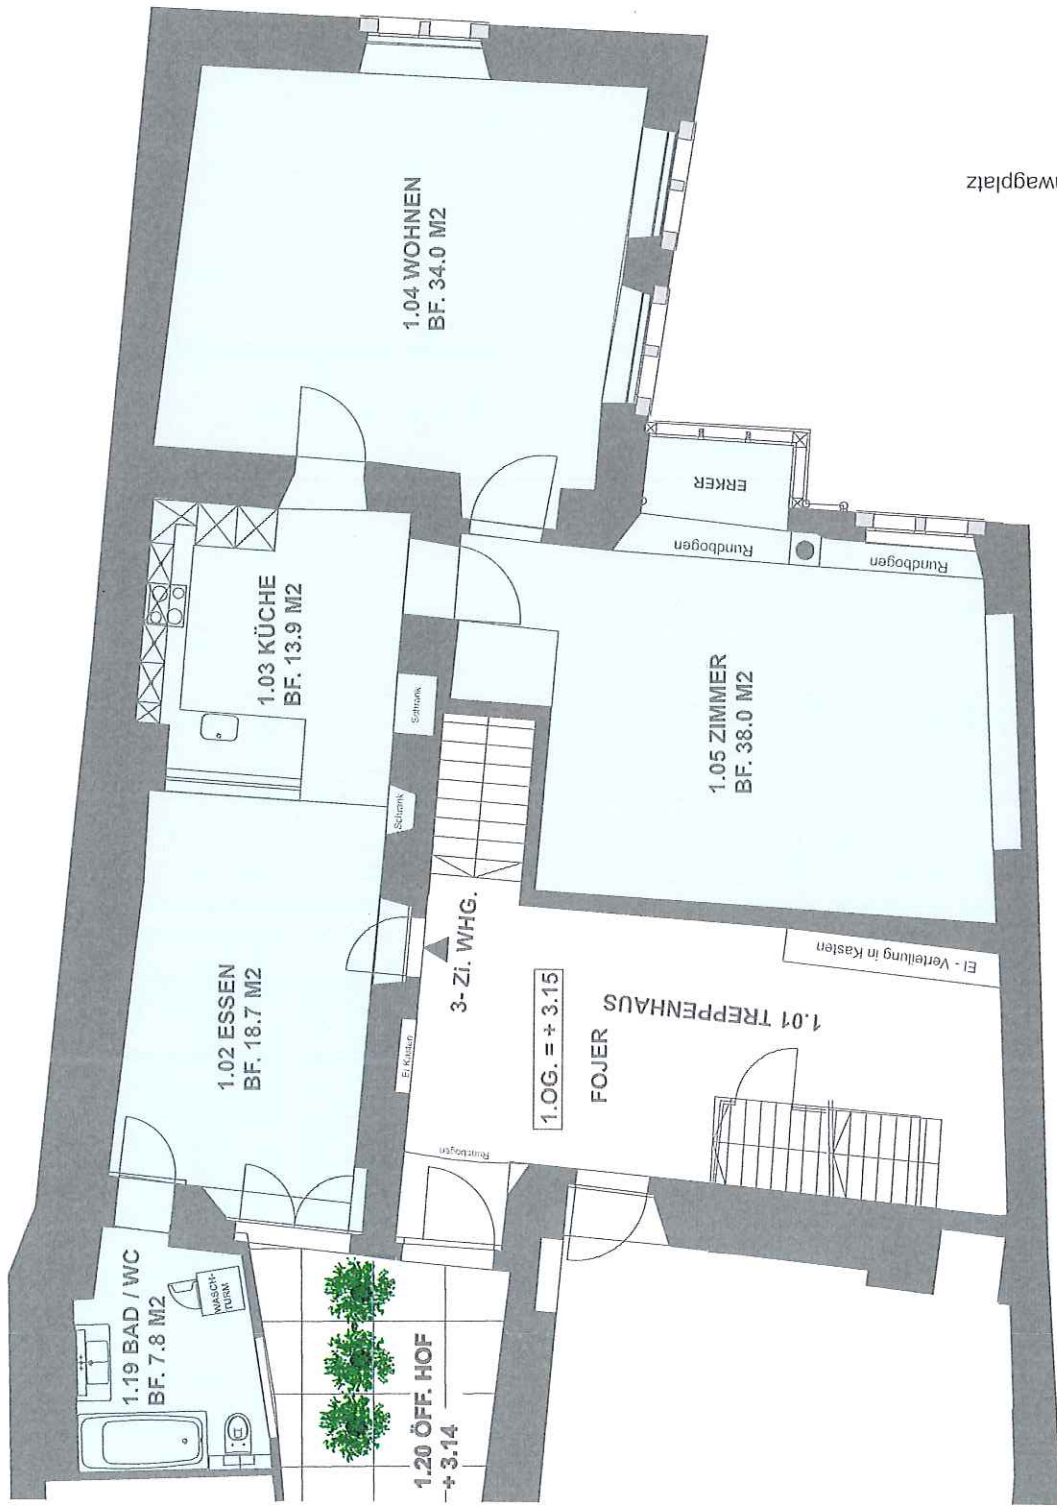 1.04 WOHNEN
BF. 34.0 M2
1.03 KÜCHE
BF. 13.9 M2
Schrank
Schrank
1.02 ESSEN
BF. 18.7 M2
1.19 BAD / WC
BF. 7.8 M2
WASCH-
TURM
1.20 ÖFF. HOF
+ 3.14
ERKER
Rundbogen
Rundbogen
1.05 ZIMMER
BF. 38.0 M2
3- Zi. WHG.
El Kasten
1.OG. = + 3.15
FOJER
1.01 TREPPENHAUS
El - Verteilung in Kasten
Rundbogen
wagplatz